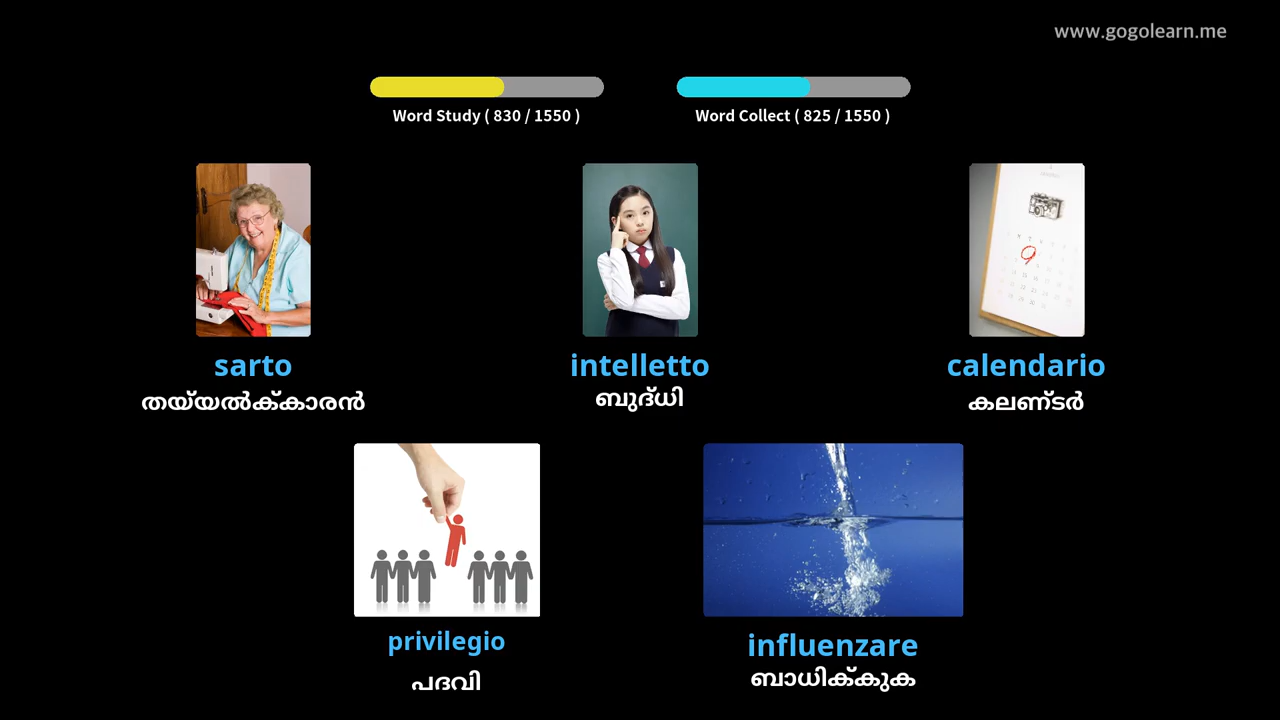 www.gogolearn.me
Word Study ( 830 / 1550 )
Word Collect ( 825 / 1550 )
sarto
intelletto
calendario
തയ്യൽക്കാരൻ
ബുദ്ധി
കലണ്ടർ
privilegio
influenzare
പദവി
ബാധിക്കുക